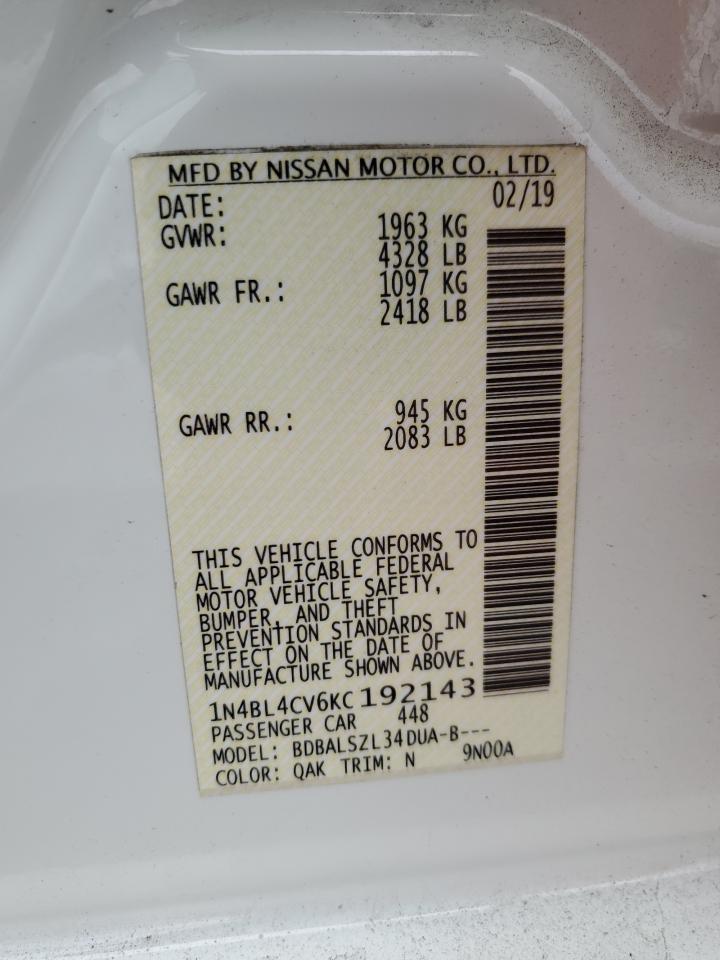 MFD BY NISSAN MOTOR CO., LTD.
DATE: 02/19
GVWR: 1963 KG
4328 LB
GAWR FR.: 1097 KG
2418 LB
GAWR RR.: 945 KG
2083 LB
THIS VEHICLE CONFORMS TO
ALL APPLICABLE FEDERAL
MOTOR VEHICLE SAFETY,
BUMPER, AND THEFT
PREVENTION STANDARDS IN
EFFECT ON THE DATE OF
MANUFACTURE SHOWN ABOVE.
1N4BL4CV6KC192143
PASSENGER CAR 448
MODEL: BDBALSZL34DUA-B---
COLOR: QAK TRIM: N 9N00A